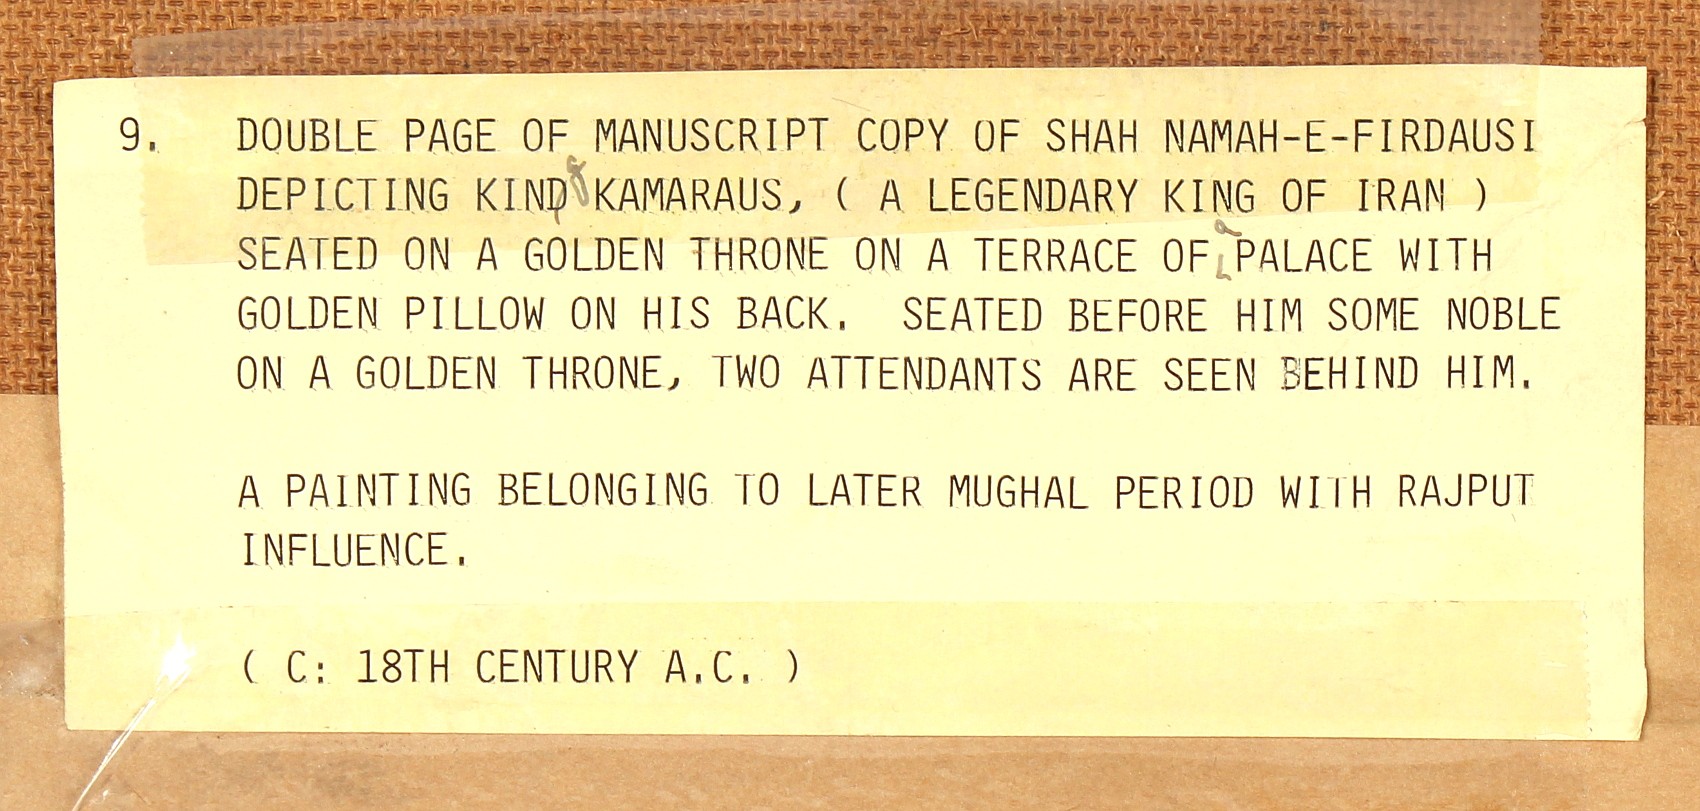 9. DOUBLE PAGE OF MANUSCRIPT COPY OF SHAH NAMAH-E-FIRDAUSI
DEPICTING KINDg KAMARAUS, ( A LEGENDARY KING OF IRAN )
SEATED ON A GOLDEN THRONE ON A TERRACE OF a PALACE WITH
GOLDEN PILLOW ON HIS BACK. SEATED BEFORE HIM SOME NOBLE
ON A GOLDEN THRONE, TWO ATTENDANTS ARE SEEN BEHIND HIM.
A PAINTING BELONGING TO LATER MUGHAL PERIOD WITH RAJPUT
INFLUENCE.
( C: 18TH CENTURY A.C. )